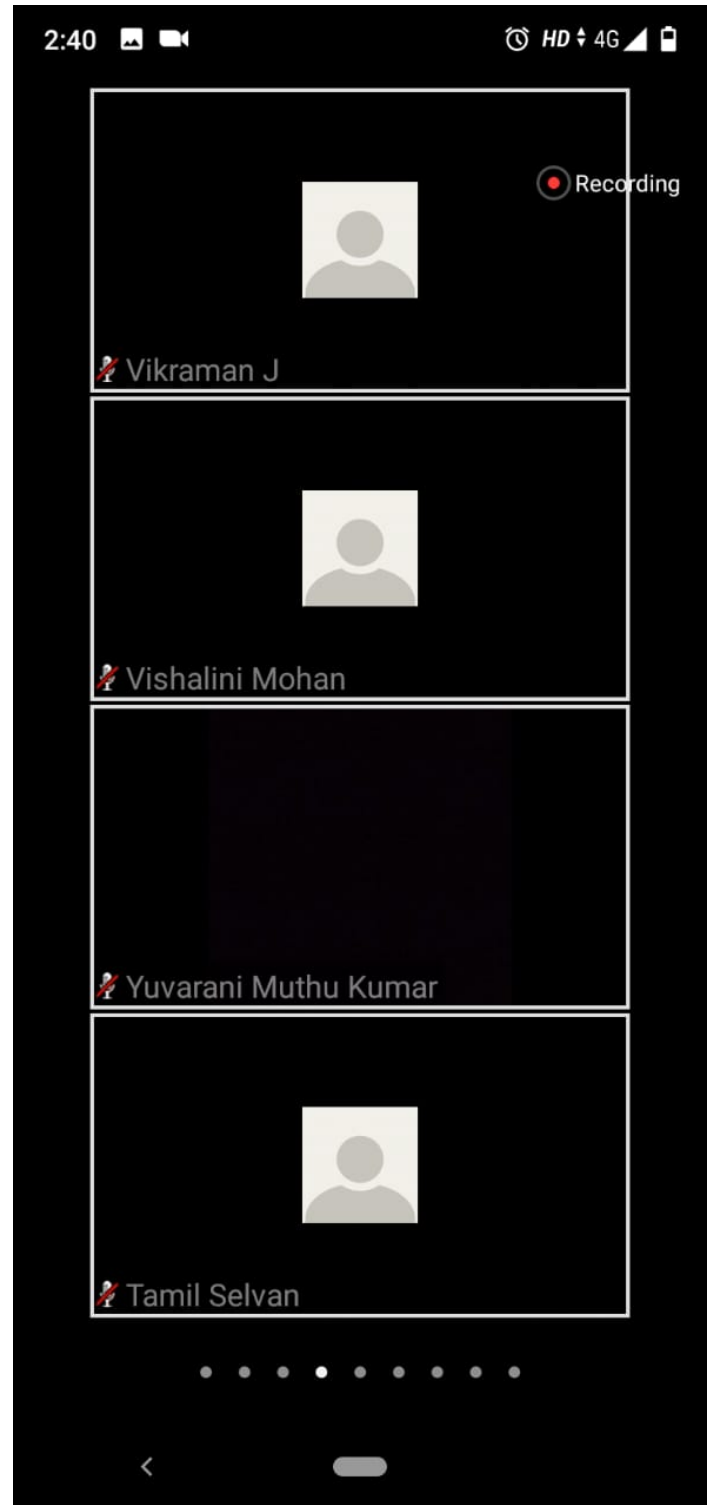 2:40 HD 4G
Recording
Vikraman J
Vishalini Mohan
Yuvarani Muthu Kumar
Tamil Selvan